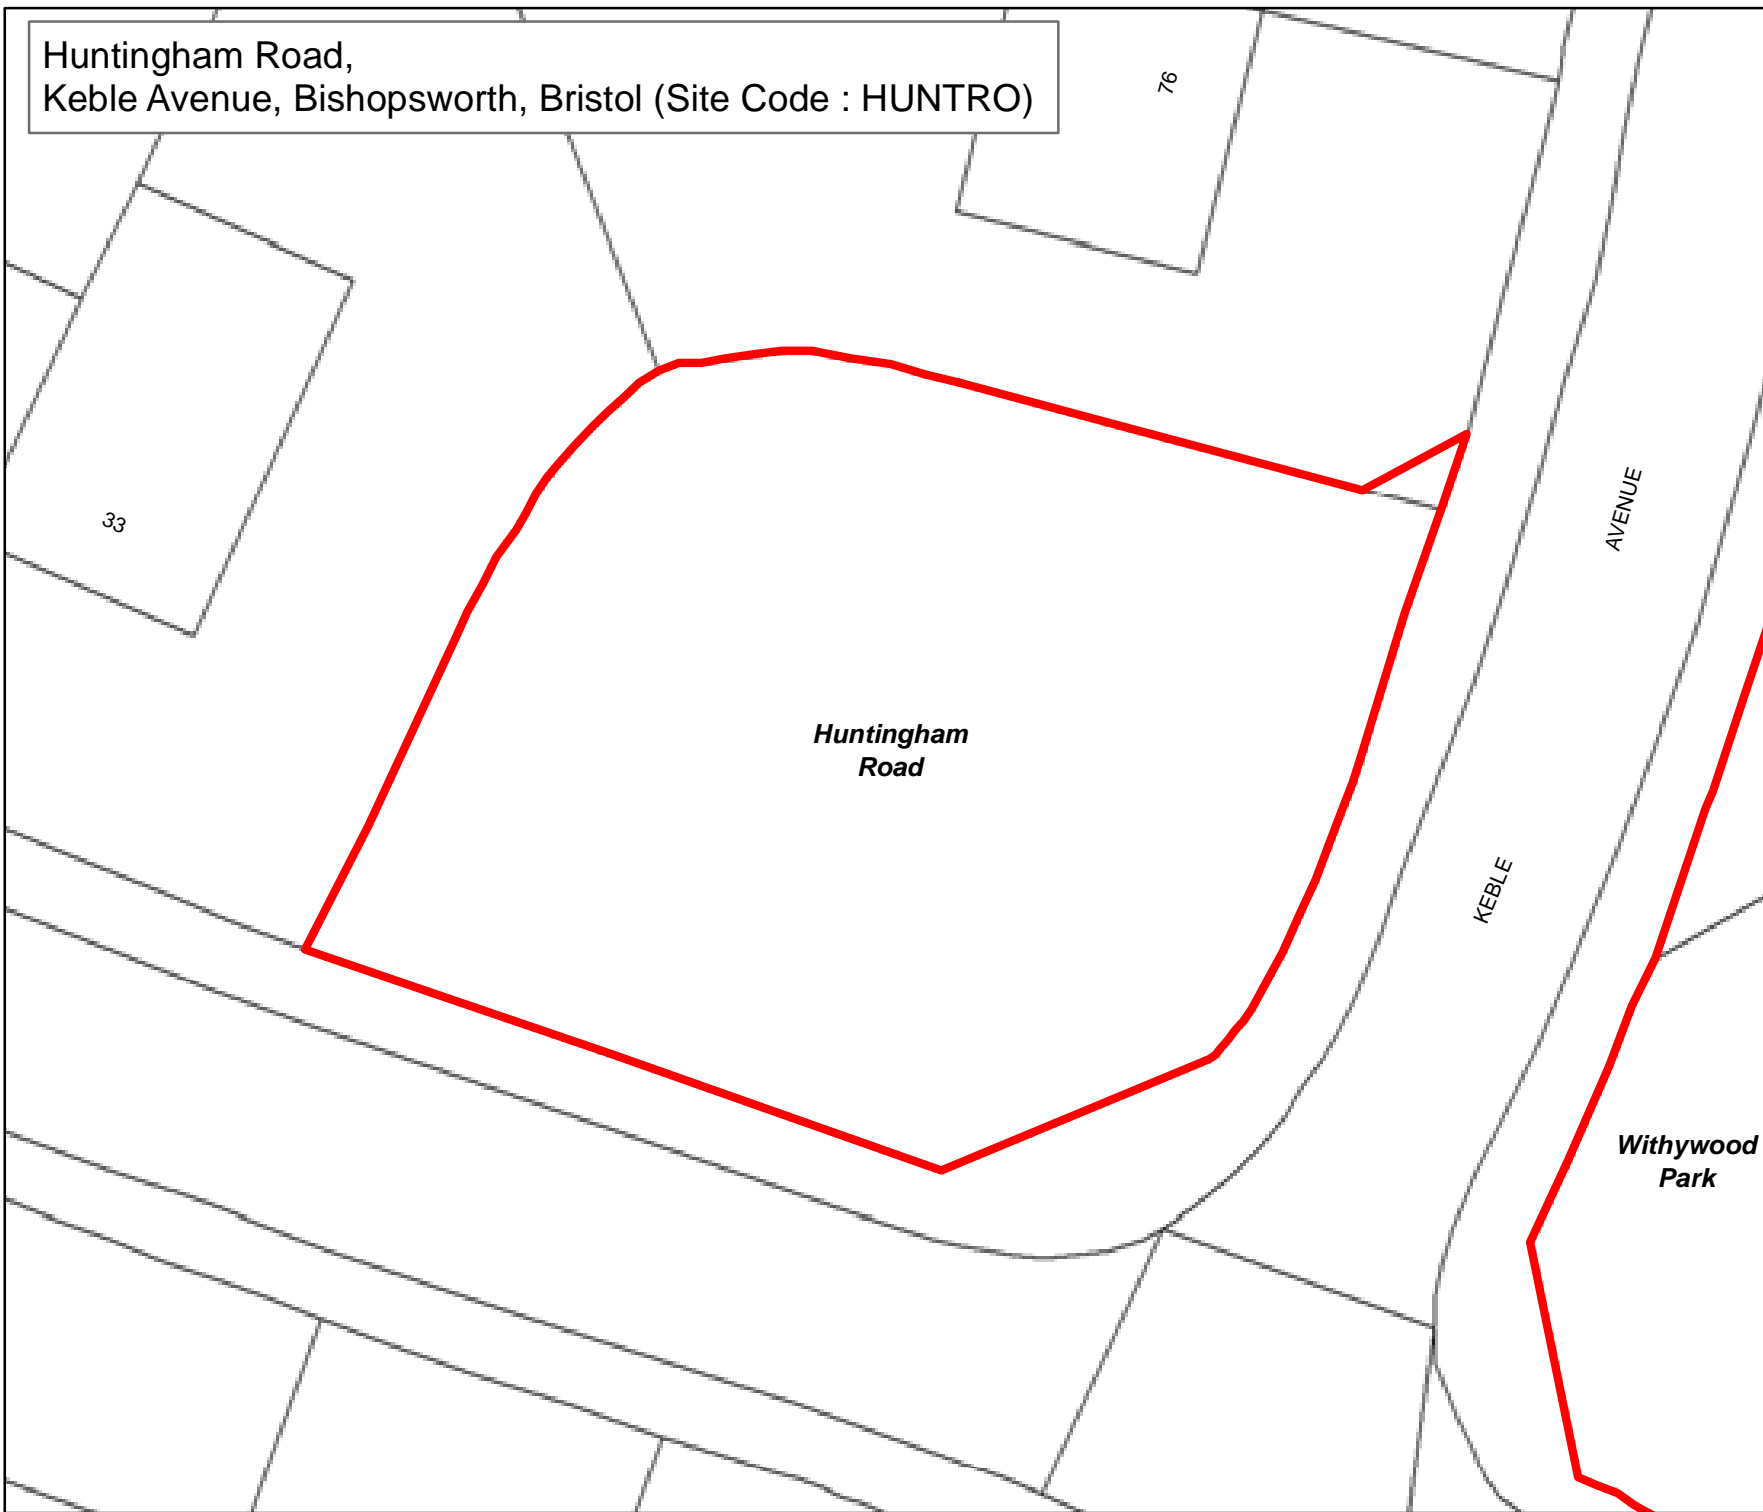 Huntingham Road,
Keble Avenue, Bishopsworth, Bristol (Site Code : HUNTRO)
76
33
AVENUE
Huntingham
Road
KEBLE
Withywood
Park